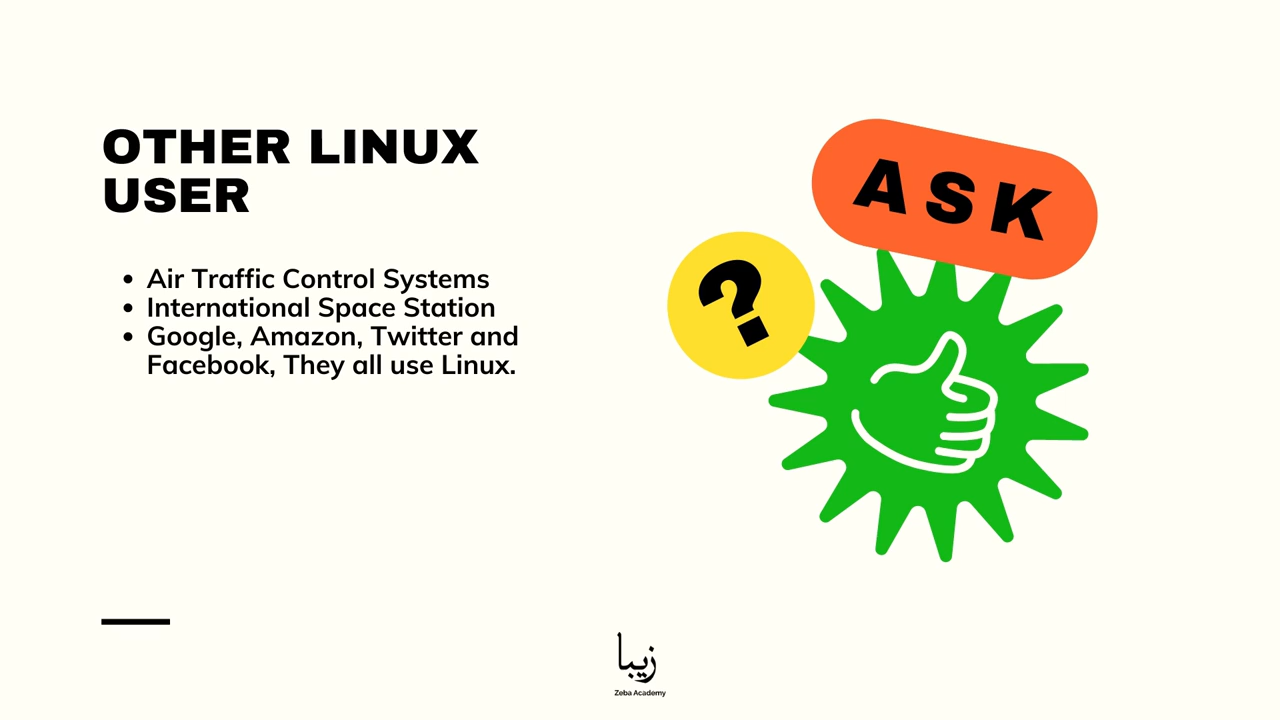 OTHER LINUX
USER
• Air Traffic Control Systems
• International Space Station
• Google, Amazon, Twitter and
Facebook, They all use Linux.
ASK
?
زيبا
Zeba Academy